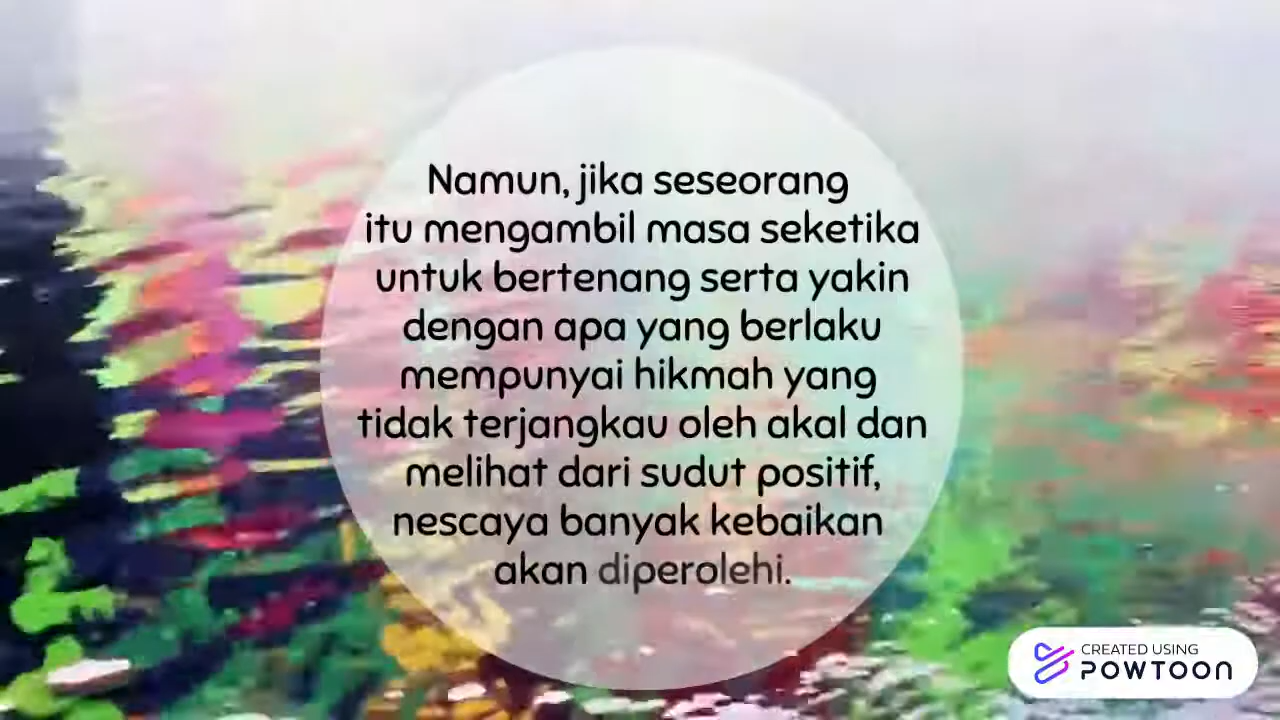 Namun, jika seseorang
itu mengambil masa seketika
untuk bertenang serta yakin
dengan apa yang berlaku
mempunyai hikmah yang
tidak terjangkau oleh akal dan
melihat dari sudut positif,
nescaya banyak kebaikan
akan diperolehi.
CREATED USING
POWTOON